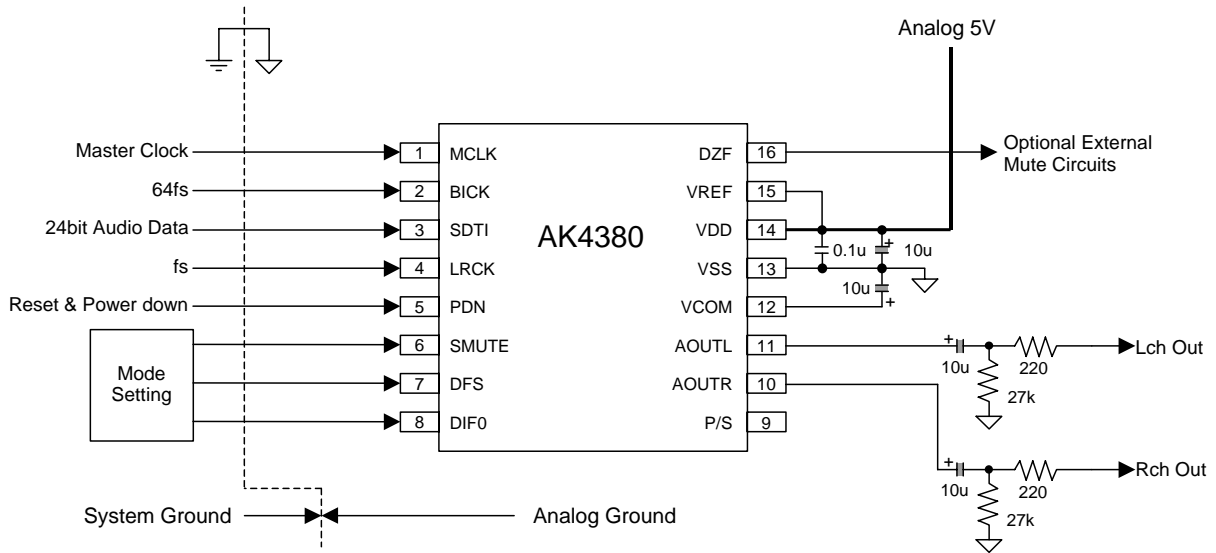 Analog 5V
Master Clock
1
MCLK
DZF
16
Optional External
Mute Circuits
64fs
2
BICK
VREF
15
24bit Audio Data
3
SDTI
AK4380
VDD
14
0.1u
+
10u
fs
4
LRCK
VSS
13
10u
+
Reset & Power down
5
PDN
VCOM
12
Mode
Setting
6
SMUTE
AOUTL
11
+
10u
220
Lch Out
27k
7
DFS
AOUTR
10
8
DIF0
P/S
9
+
10u
220
Rch Out
27k
System Ground
Analog Ground